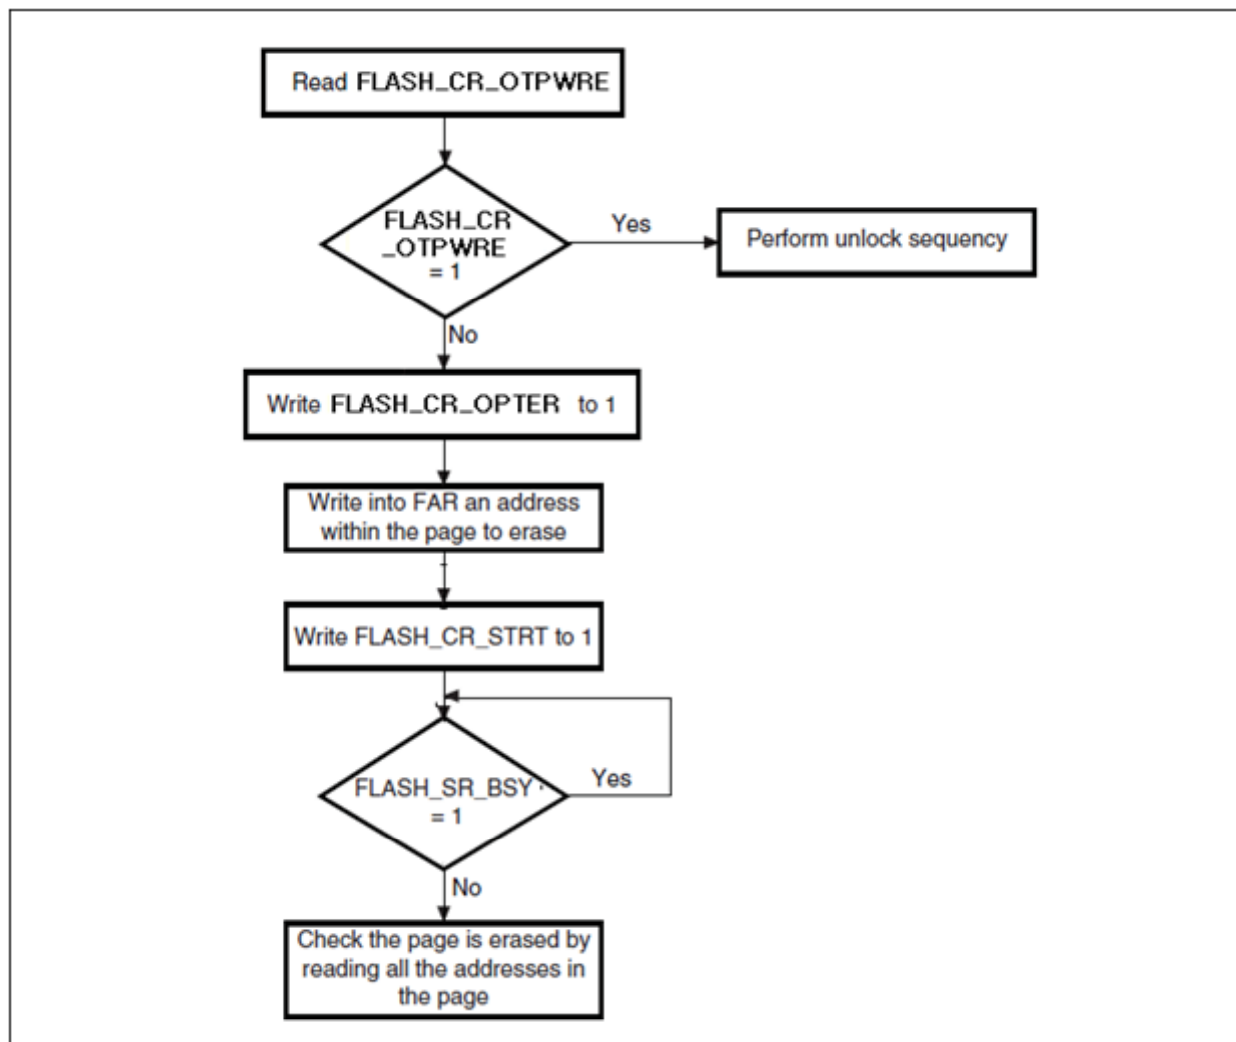 Read FLASH_CR_OTPWRE
FLASH_CR
_OTPWRE
= 1
Yes
Perform unlock sequency
No
Write FLASH_CR_OPTER to 1
Write into FAR an address
within the page to erase
Write FLASH_CR_STRT to 1
FLASH_SR_BSY
= 1
Yes
No
Check the page is erased by
reading all the addresses in
the page